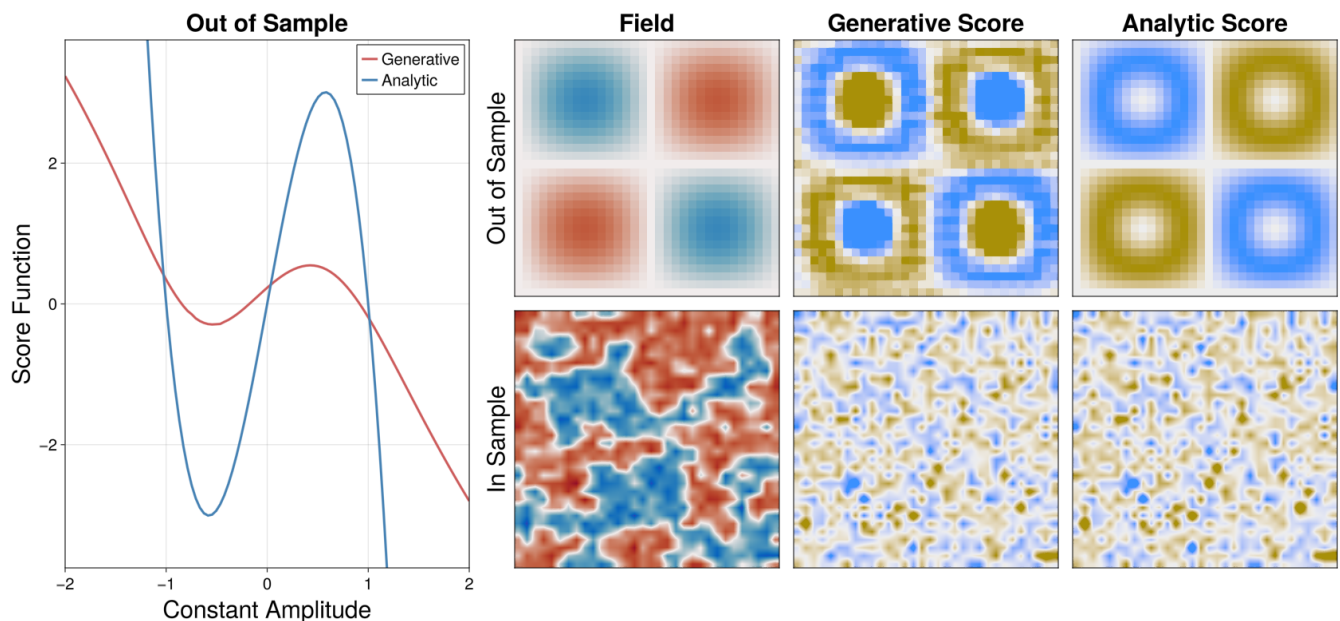 Out of Sample
Generative
Analytic
Score Function
2
0
−2
−2
−1
0
1
2
Constant Amplitude
Field
Generative Score
Analytic Score
Out of Sample
In Sample